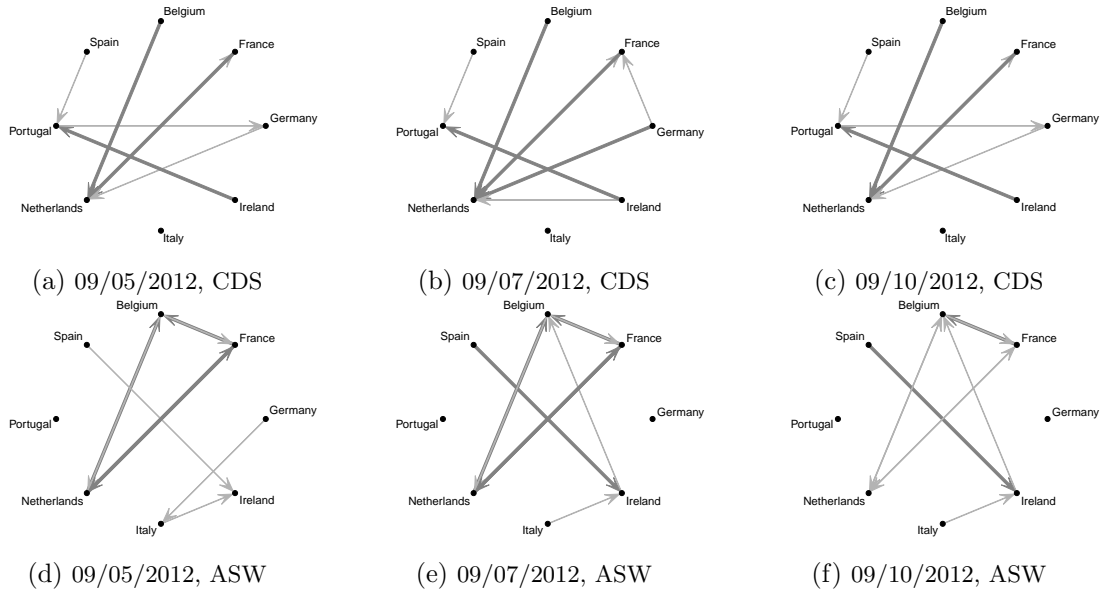 Belgium
Spain
France
Portugal
Germany
Netherlands
Ireland
Italy
(a) 09/05/2012, CDS
Belgium
Spain
France
Portugal
Germany
Netherlands
Ireland
Italy
(b) 09/07/2012, CDS
Belgium
Spain
France
Portugal
Germany
Netherlands
Ireland
Italy
(c) 09/10/2012, CDS
Belgium
Spain
France
Portugal
Germany
Netherlands
Ireland
Italy
(d) 09/05/2012, ASW
Belgium
Spain
France
Portugal
Germany
Netherlands
Ireland
Italy
(e) 09/07/2012, ASW
Belgium
Spain
France
Portugal
Germany
Netherlands
Ireland
Italy
(f) 09/10/2012, ASW